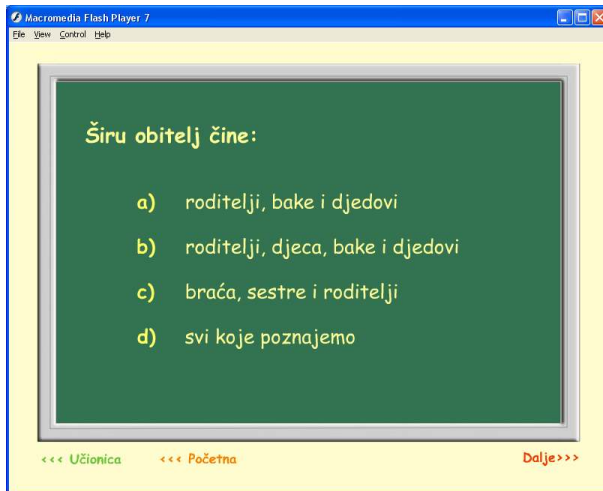 Macromedia Flash Player 7
File View Control Help
Širu obitelj čine:
a) roditelji, bake i djedovi
b) roditelji, djeca, bake i djedovi
c) braća, sestre i roditelji
d) svi koje poznajemo
<<< Učionica <<< Početna Dalje>>>